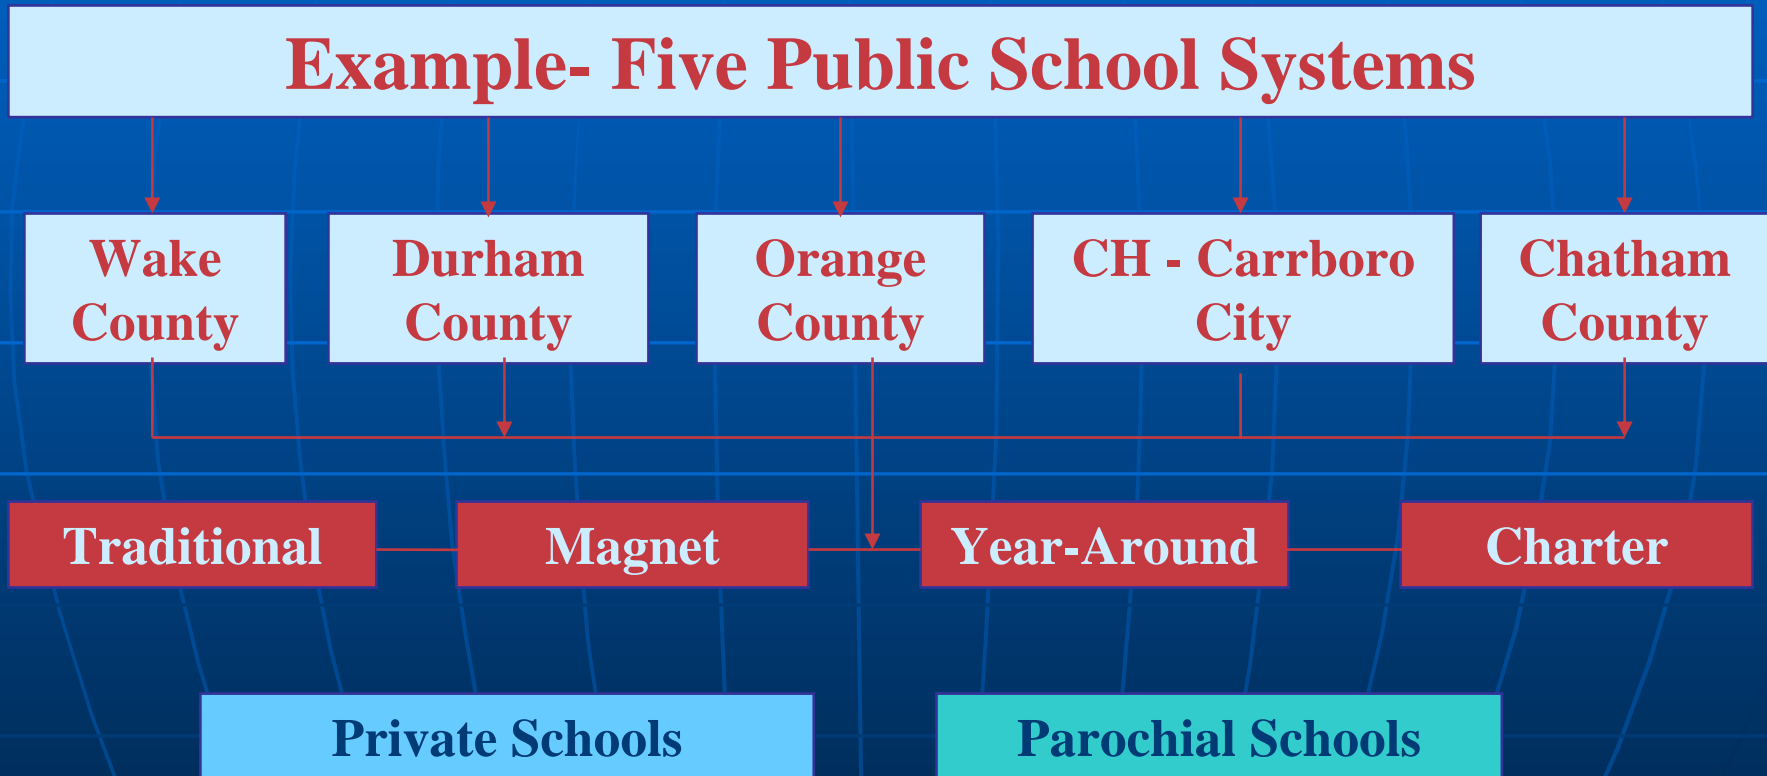 Example- Five Public School Systems
Wake
County
Durham
County
Orange
County
CH - Carrboro
City
Chatham
County
Traditional
Magnet
Year-Around
Charter
Private Schools
Parochial Schools